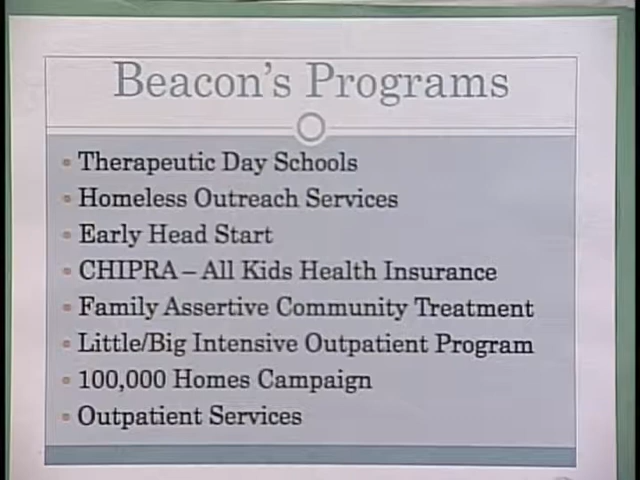 Beacon's Programs
Therapeutic Day Schools
Homeless Outreach Services
Early Head Start
CHIPRA – All Kids Health Insurance
Family Assertive Community Treatment
Little/Big Intensive Outpatient Program
100,000 Homes Campaign
Outpatient Services